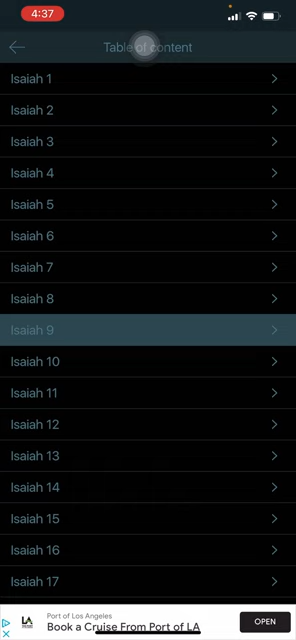 4:37
Table of content
Isaiah 1
Isaiah 2
Isaiah 3
Isaiah 4
Isaiah 5
Isaiah 6
Isaiah 7
Isaiah 8
Isaiah 9
Isaiah 10
Isaiah 11
Isaiah 12
Isaiah 13
Isaiah 14
Isaiah 15
Isaiah 16
Isaiah 17
Port of Los Angeles
LA
Book a Cruise From Port of LA
OPEN